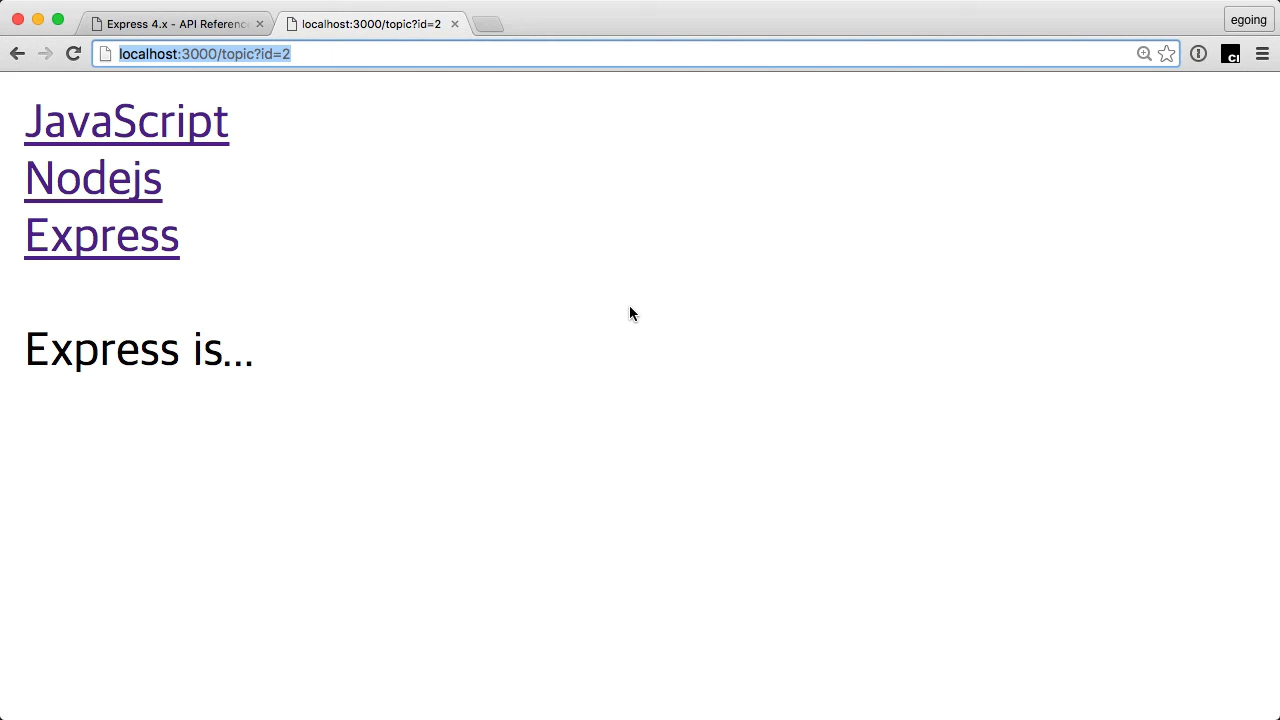 Express 4.x - API Referenc
localhost:3000/topic?id=2
egoing
localhost:3000/topic?id=2
JavaScript
Nodejs
Express
Express is...